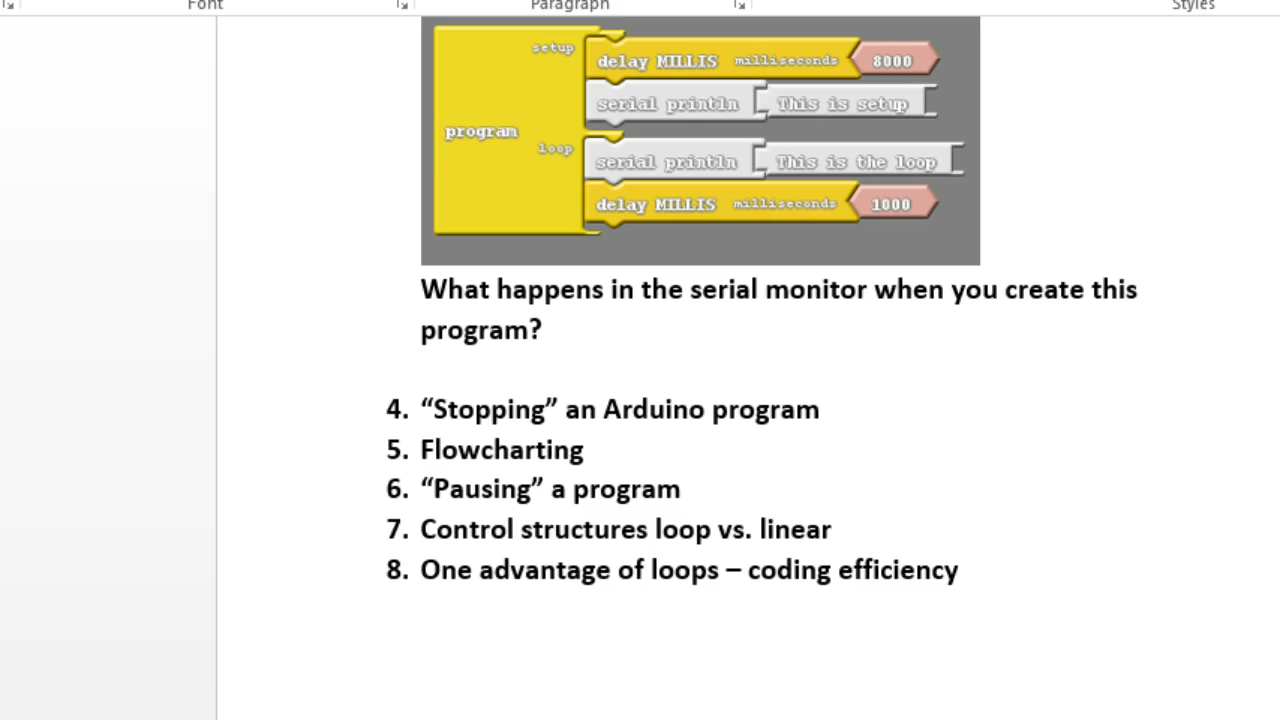 Font Paragraph Styles
setup delay MILLIS milliseconds 8000
serial println This is setup
program
loop serial println This is the loop
delay MILLIS milliseconds 1000
What happens in the serial monitor when you create this
program?
4. “Stopping” an Arduino program
5. Flowcharting
6. “Pausing” a program
7. Control structures loop vs. linear
8. One advantage of loops – coding efficiency